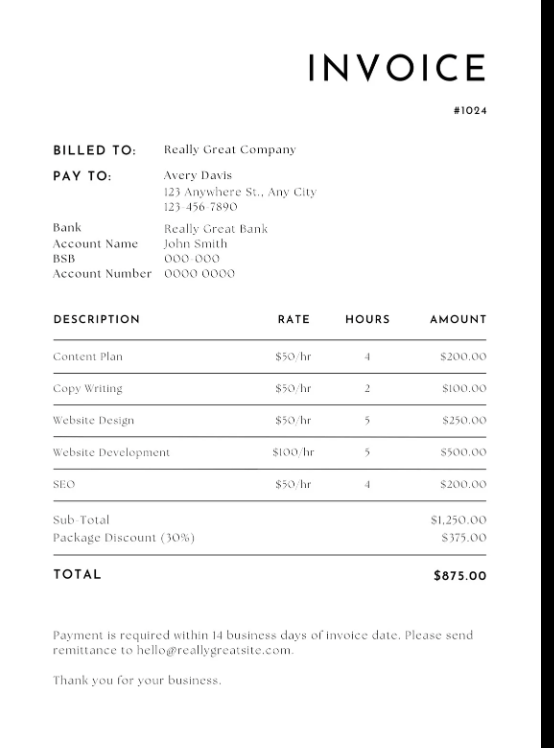 INVOICE
#1024
BILLED TO: Really Great Company
PAY TO: Avery Davis
123 Anywhere St., Any City
123-456-7890
Bank Really Great Bank
Account Name John Smith
BSB 000-000
Account Number 0000 0000
DESCRIPTION RATE HOURS AMOUNT
Content Plan $50/hr 4 $200.00
Copy Writing $50/hr 2 $100.00
Website Design $50/hr 5 $250.00
Website Development $100/hr 5 $500.00
SEO $50/hr 4 $200.00
Sub-Total $1,250.00
Package Discount (30%) $375.00
TOTAL $875.00
Payment is required within 14 business days of invoice date. Please send
remittance to hello@reallygreatsite.com.
Thank you for your business.